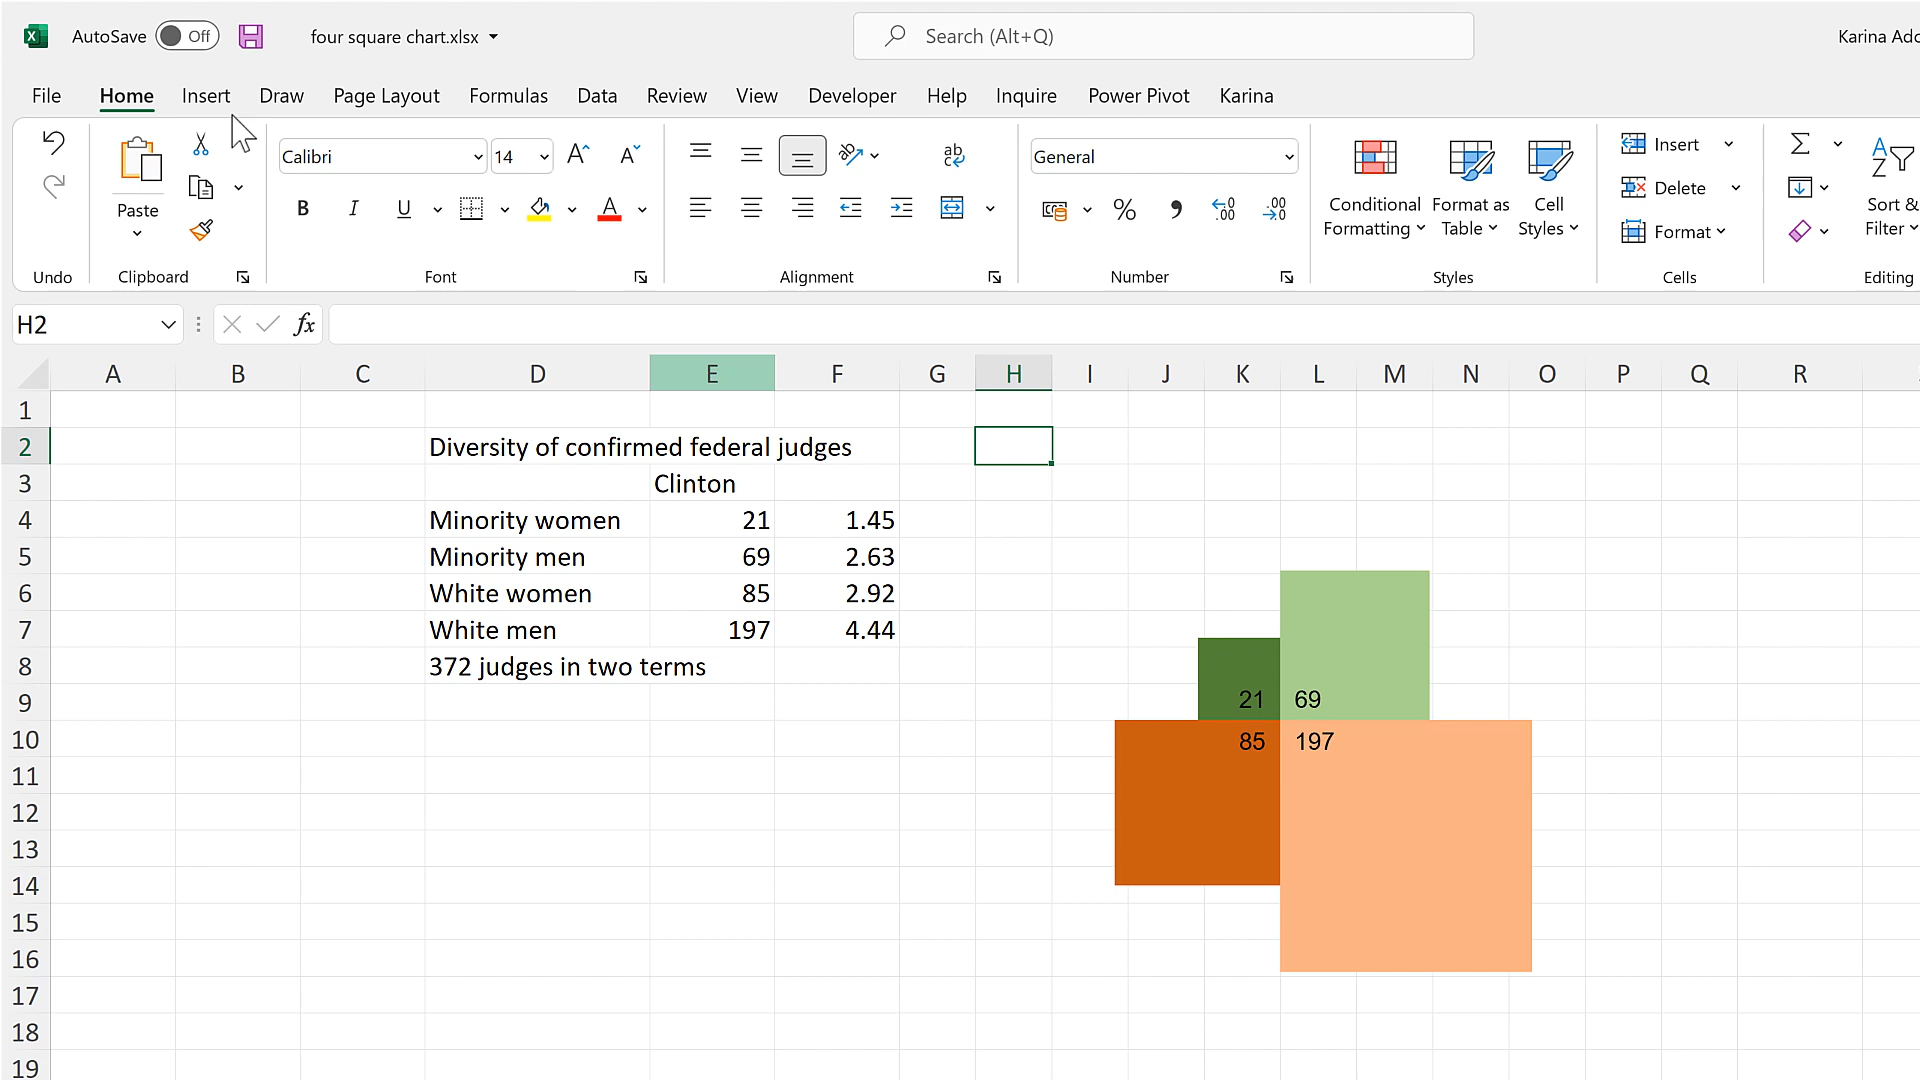 AutoSave Off four square chart.xlsx Search (Alt+Q) Karina Ado
File Home Insert Draw Page Layout Formulas Data Review View Developer Help Inquire Power Pivot Karina
Calibri 14 General Insert
Paste B I U A % Conditional Formatting Format as Table Cell Styles Delete Sort & Filter
Format
Undo Clipboard Font Alignment Number Styles Cells Editing
H2 fx
A B C D E F G H I J K L M N O P Q R
1
2 Diversity of confirmed federal judges
3 Clinton
4 Minority women 21 1.45
5 Minority men 69 2.63
6 White women 85 2.92
7 White men 197 4.44
8 372 judges in two terms
9 21 69
10 85 197
11
12
13
14
15
16
17
18
19